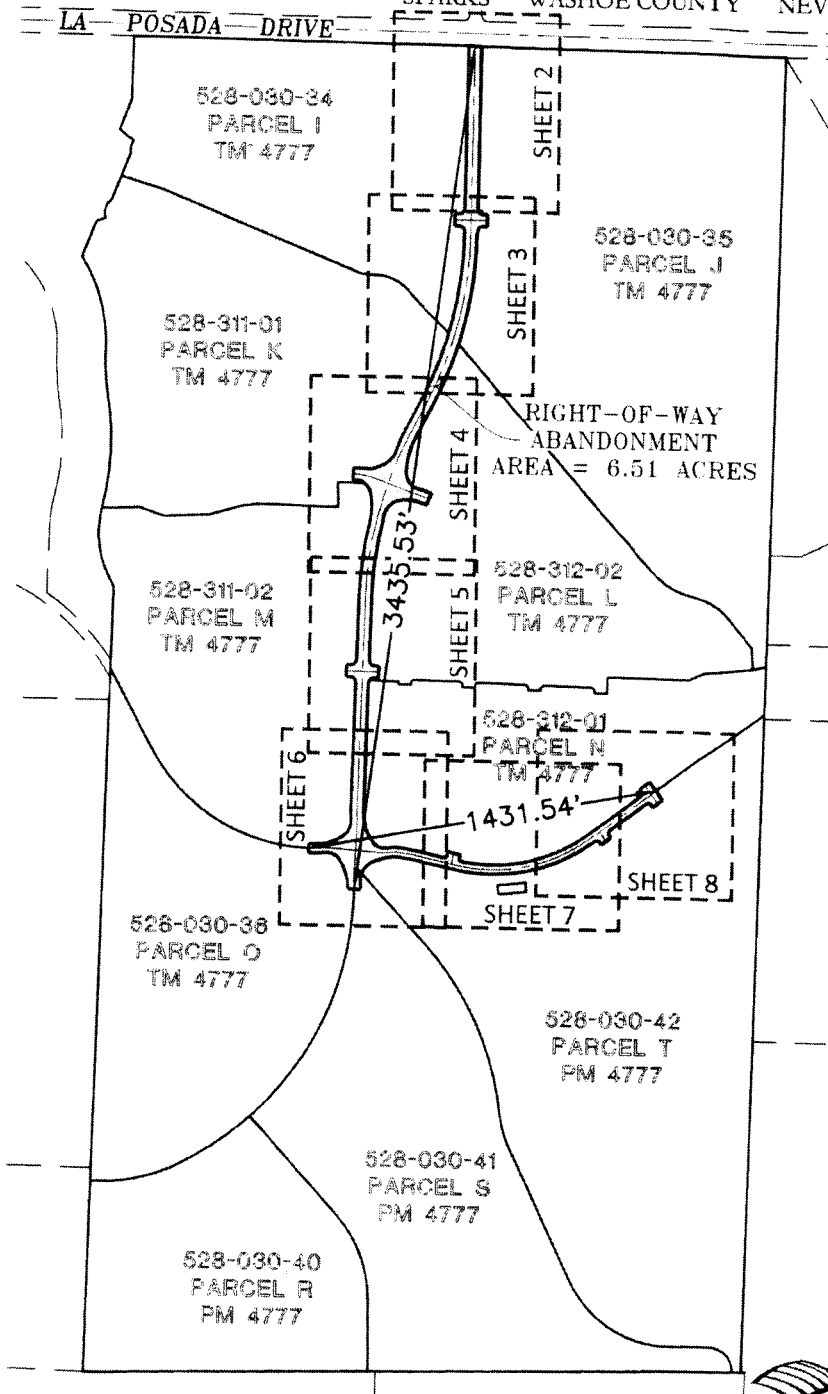 SPARKS WASHOE COUNTY NEV
LA POSADA DRIVE
528-030-34
PARCEL I
TM 4777
SHEET 2
528-030-35
PARCEL J
TM 4777
SHEET 3
528-311-01
PARCEL K
TM 4777
RIGHT-OF-WAY
ABANDONMENT
AREA = 6.51 ACRES
SHEET 4
3435.53'
528-311-02
PARCEL M
TM 4777
528-312-02
PARCEL L
TM 4777
SHEET 5
528-312-01
PARCEL N
TM 4777
SHEET 6
1431.54'
SHEET 8
SHEET 7
528-030-36
PARCEL O
TM 4777
528-030-42
PARCEL T
PM 4777
528-030-41
PARCEL S
PM 4777
528-030-40
PARCEL R
PM 4777